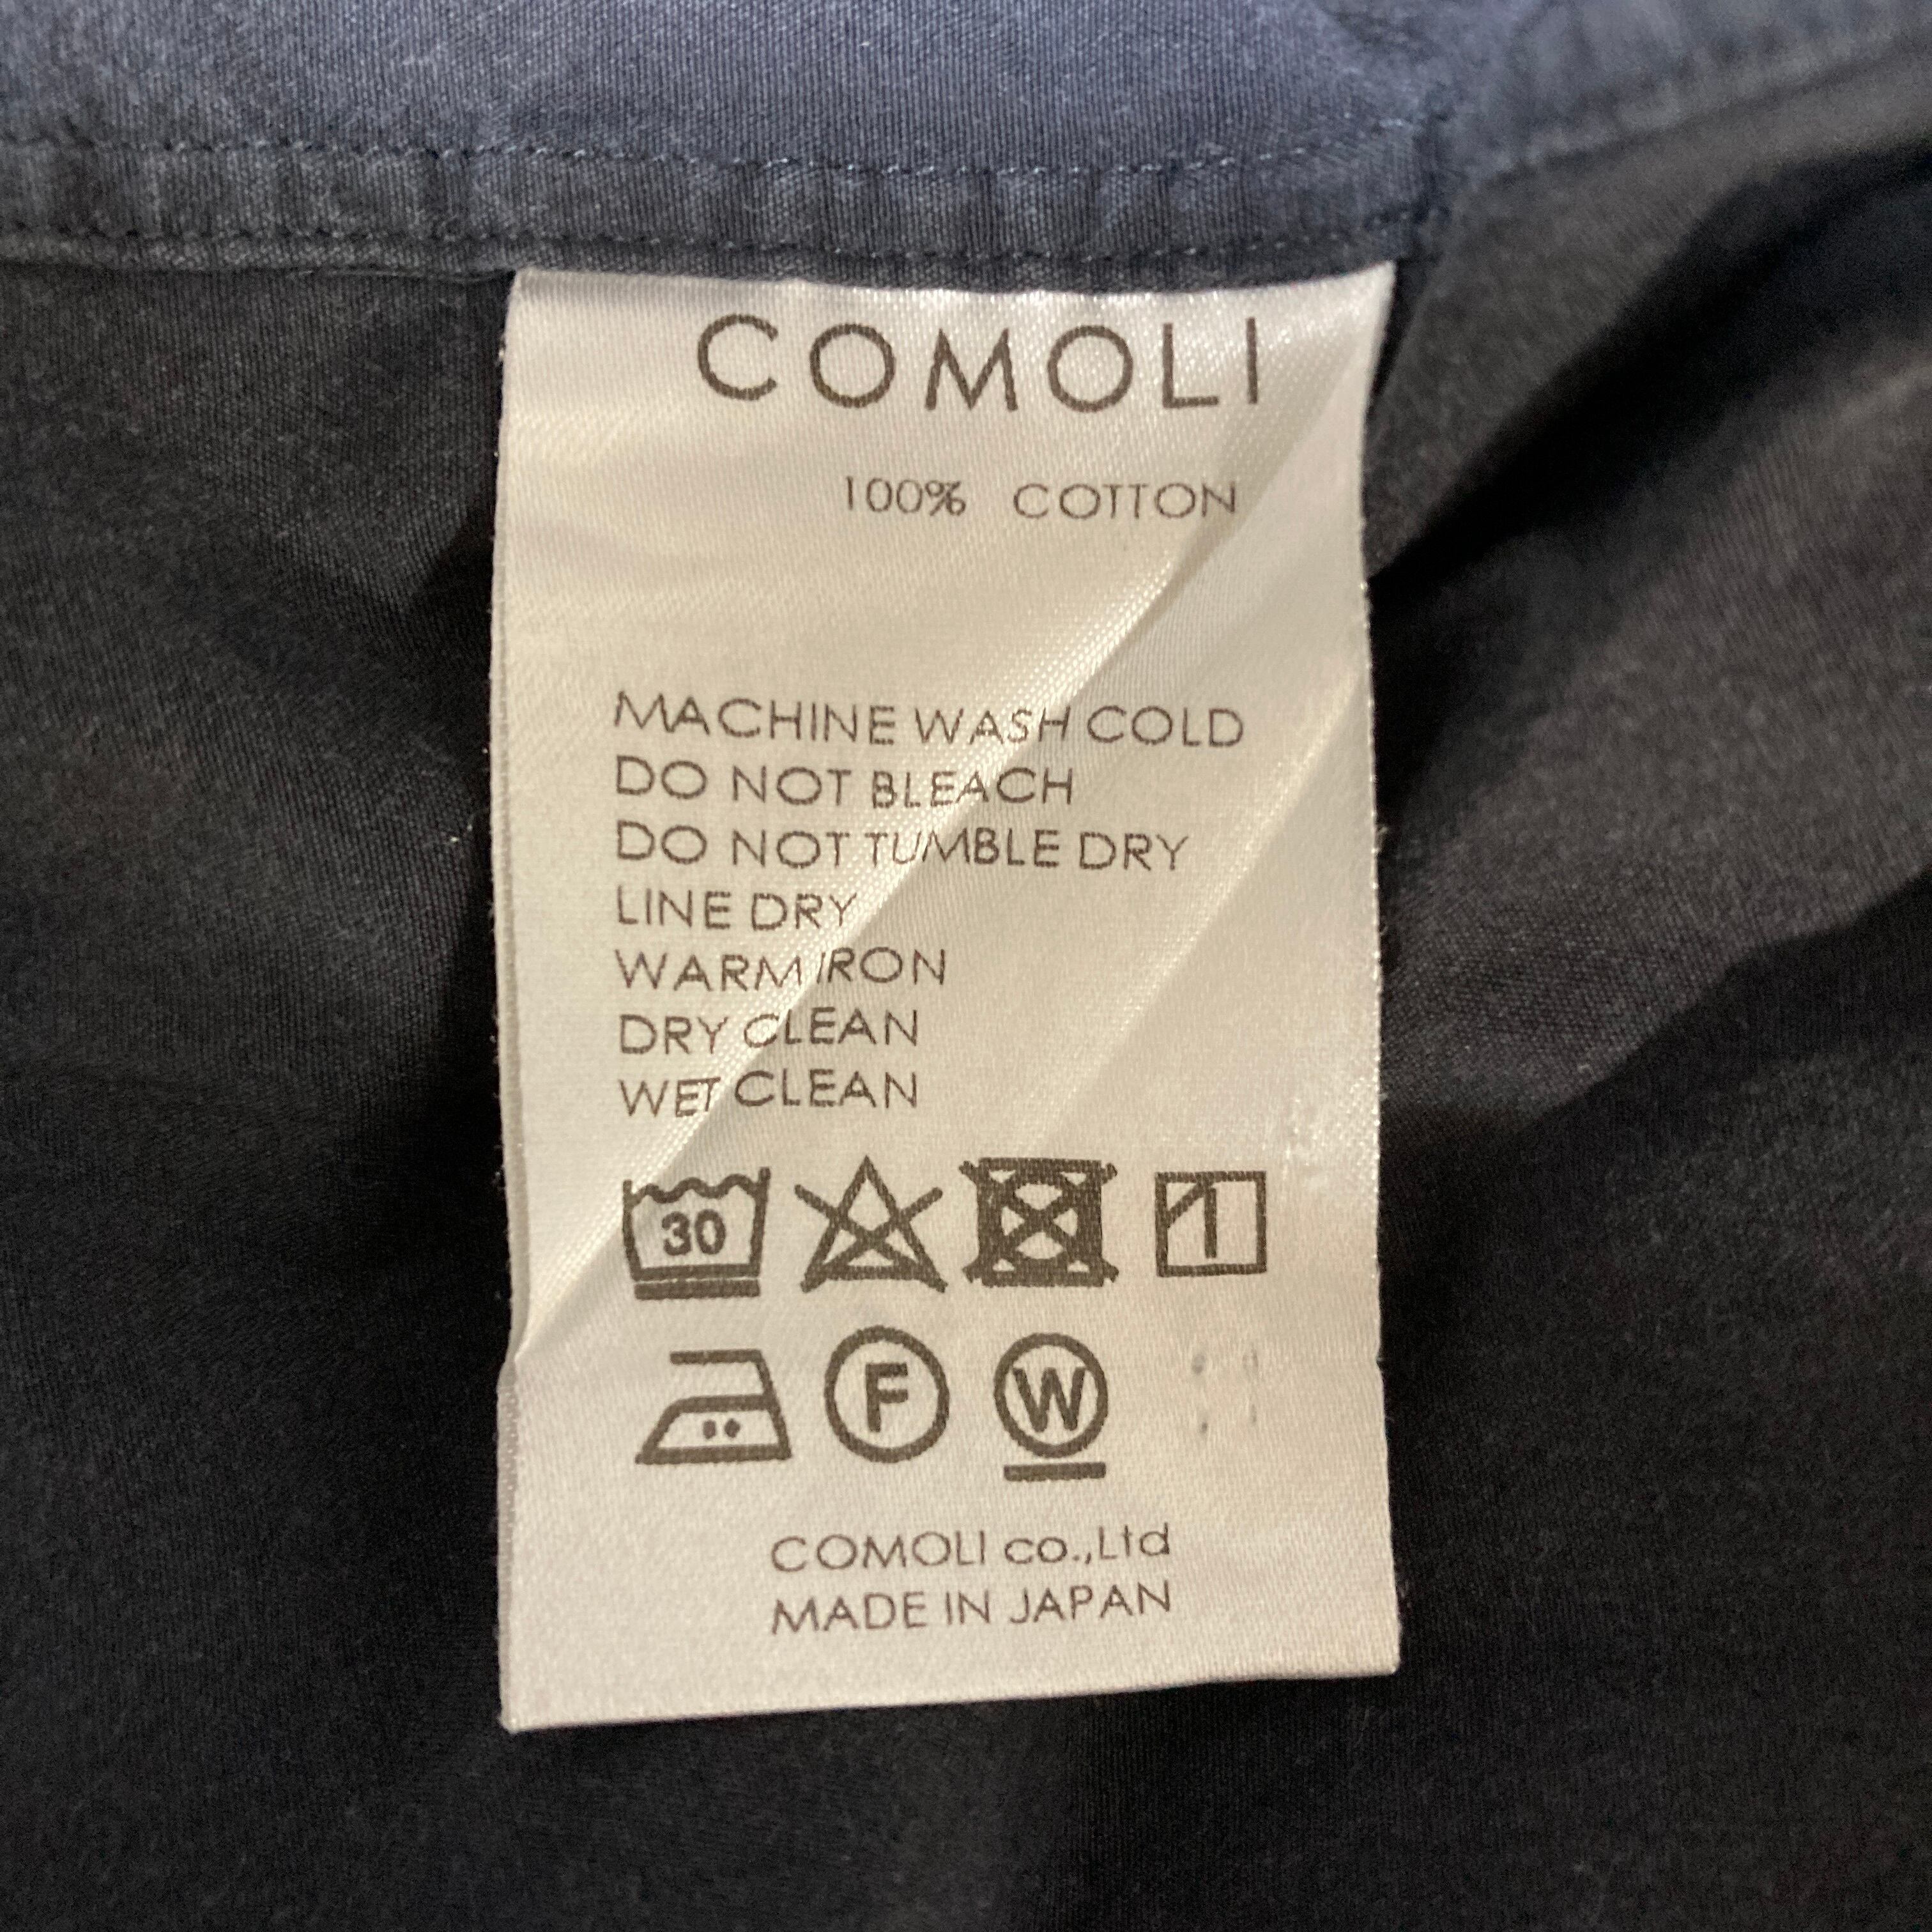 COMOLI
100% COTTON
MACHINE WASH COLD
DO NOT BLEACH
DO NOT TUMBLE DRY
LINE DRY
WARM IRON
DRY CLEAN
WET CLEAN
30
F W
COMOLI co.,Ltd
MADE IN JAPAN